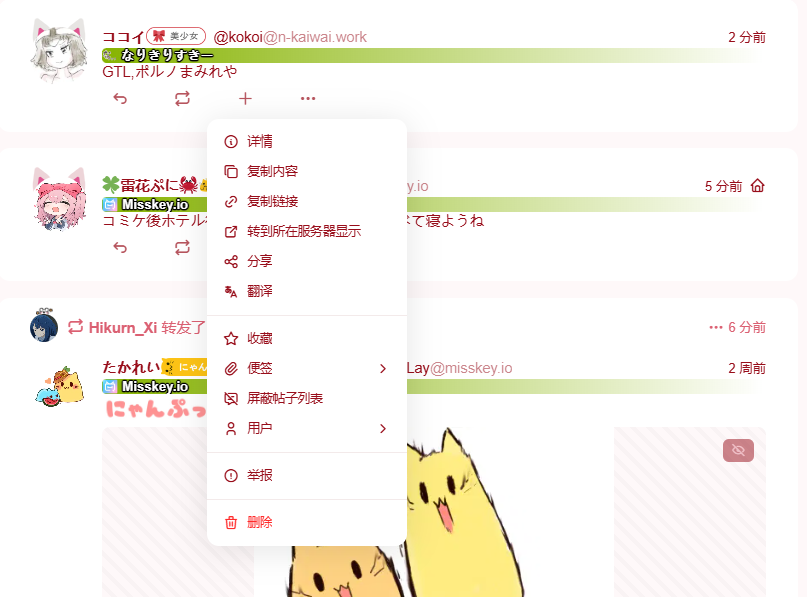 ココイ 美少女 @kokoi@n-kaiwai.work 2 分前
なりきりすきー
GTL,ポルノまみれや
详情
复制内容
复制链接
转到所在服务器显示
分享
翻译
收藏
便签
屏蔽帖子列表
用户
举报
删除
雷花ぷに y.io 5 分前
Misskey.io
コミケ後ホテル べて寝ようね
Hikurn_Xi 转发了 6 分前
たかれい にゃん Lay@misskey.io 2 周前
Misskey.io
にゃんぷっ